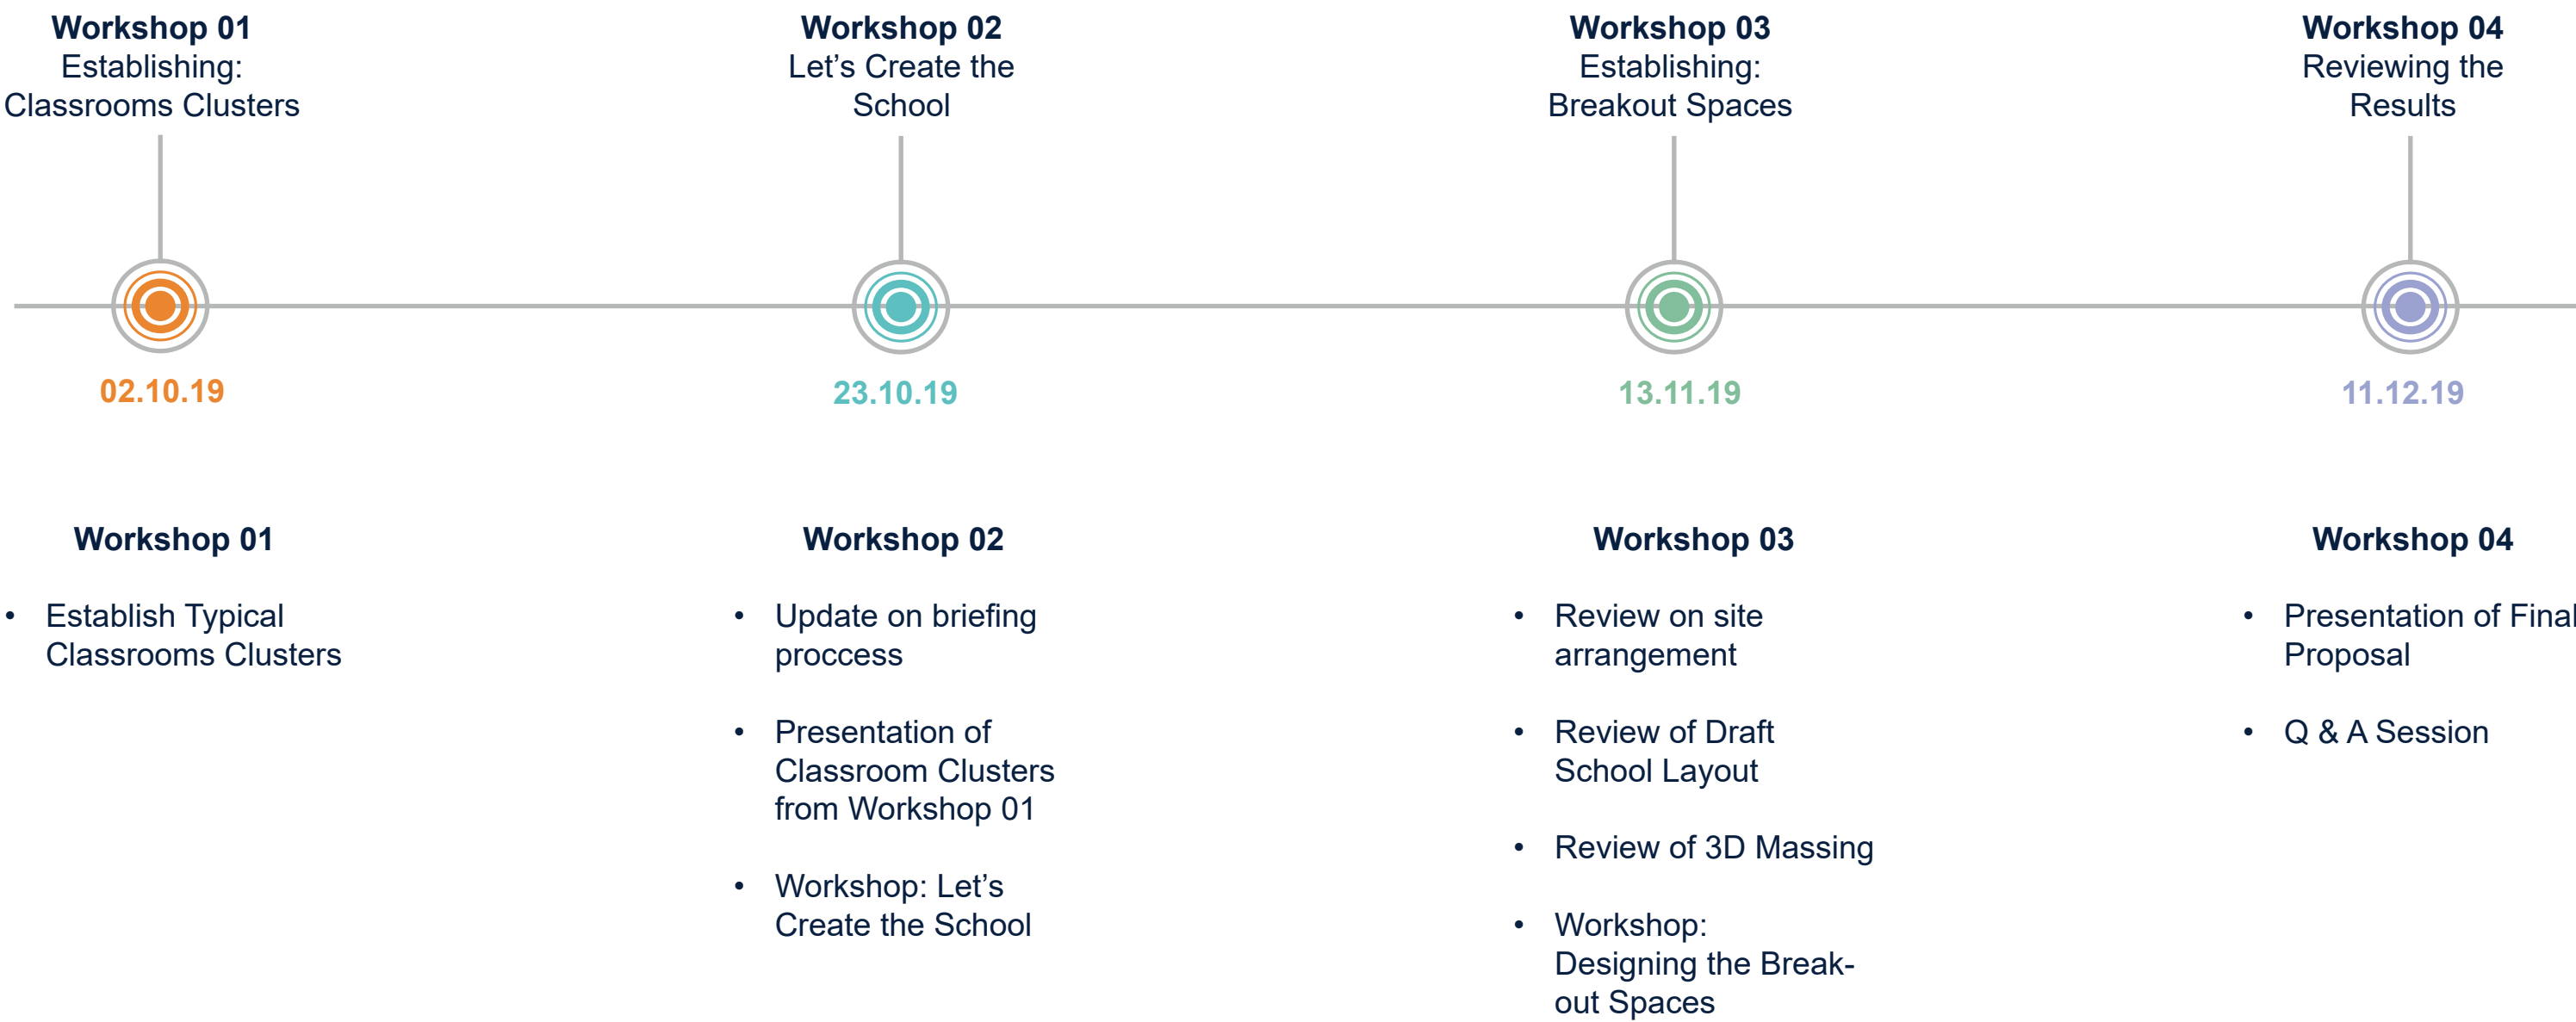 Workshop 01
Establishing:
Classrooms Clusters
Workshop 02
Let’s Create the
School
Workshop 03
Establishing:
Breakout Spaces
Workshop 04
Reviewing the
Results
02.10.19
23.10.19
13.11.19
11.12.19
Workshop 01
• Establish Typical
Classrooms Clusters
Workshop 02
• Update on briefing
proccess
• Presentation of
Classroom Clusters
from Workshop 01
• Workshop: Let’s
Create the School
Workshop 03
• Review on site
arrangement
• Review of Draft
School Layout
• Review of 3D Massing
• Workshop:
Designing the Break-
out Spaces
Workshop 04
• Presentation of Final
Proposal
• Q & A Session